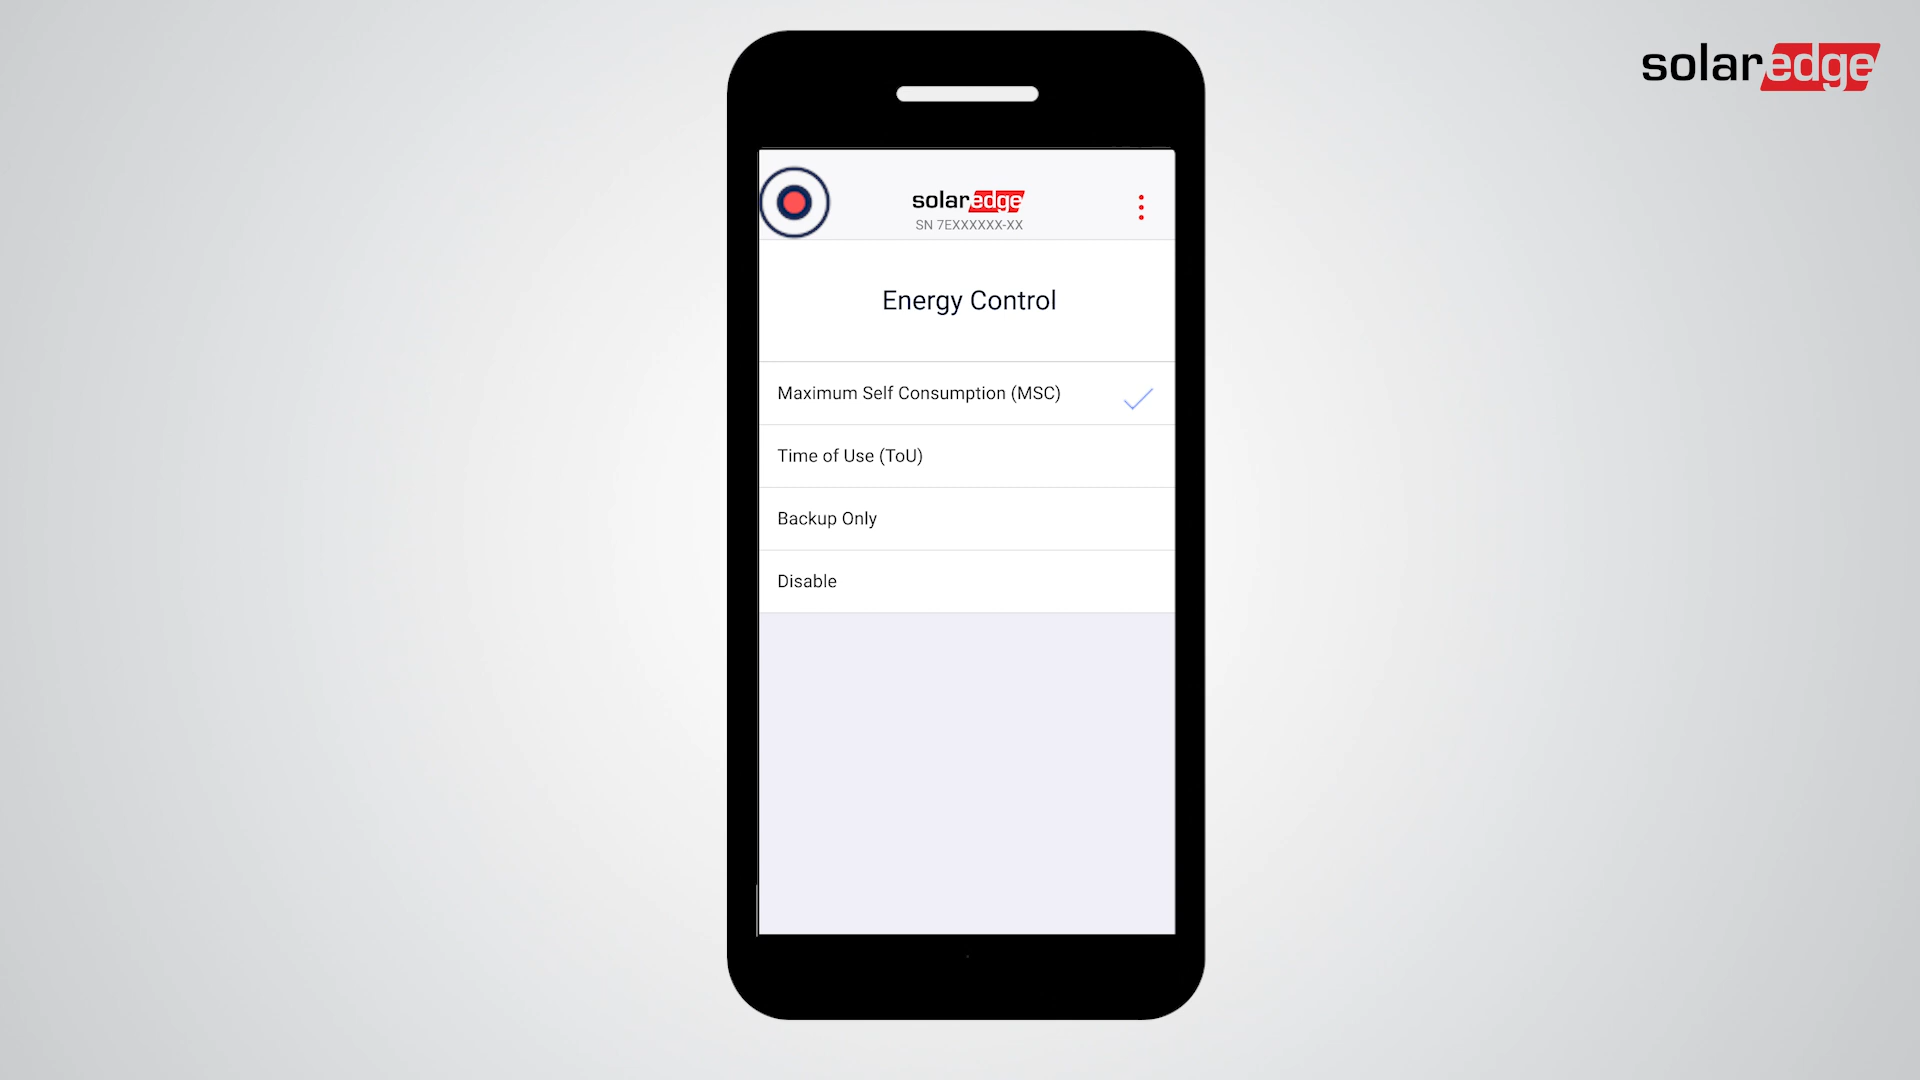 solaredge
solaredge
SN 7EXXXXXX-XX
Energy Control
Maximum Self Consumption (MSC)
Time of Use (ToU)
Backup Only
Disable